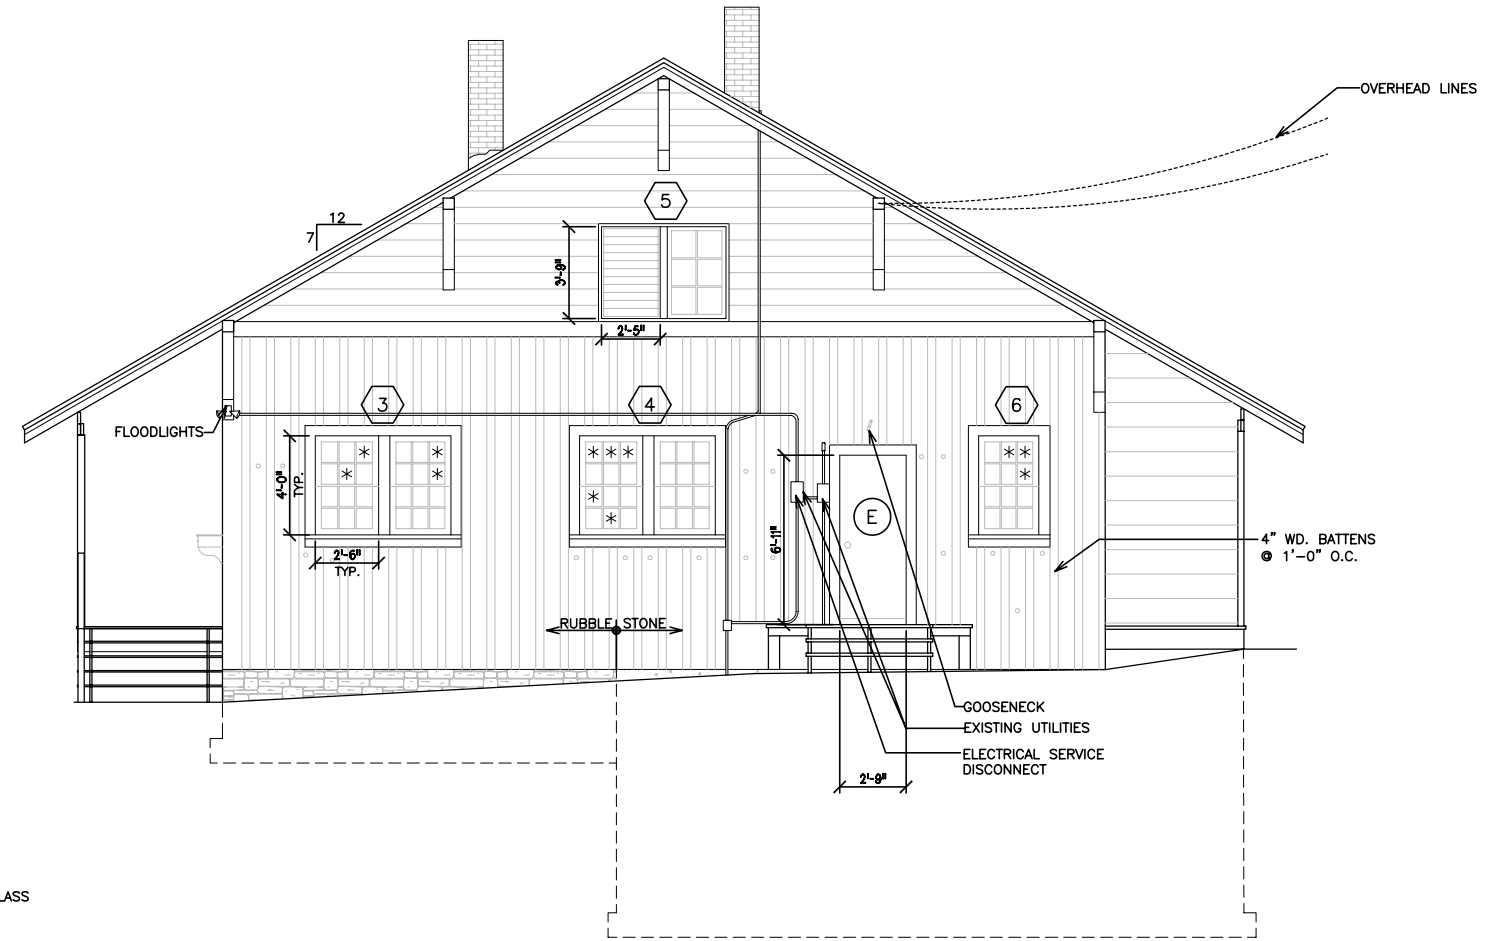 OVERHEAD LINES
5
12
7
3'-9"
2'-5"
3
4
6
FLOODLIGHTS
4'-0"
TYP.
E
6'-11"
4" WD. BATTENS
@ 1'-0" O.C.
2'-6"
TYP.
RUBBLE STONE
GOOSENECK
EXISTING UTILITIES
ELECTRICAL SERVICE
DISCONNECT
2'-9"
LASS